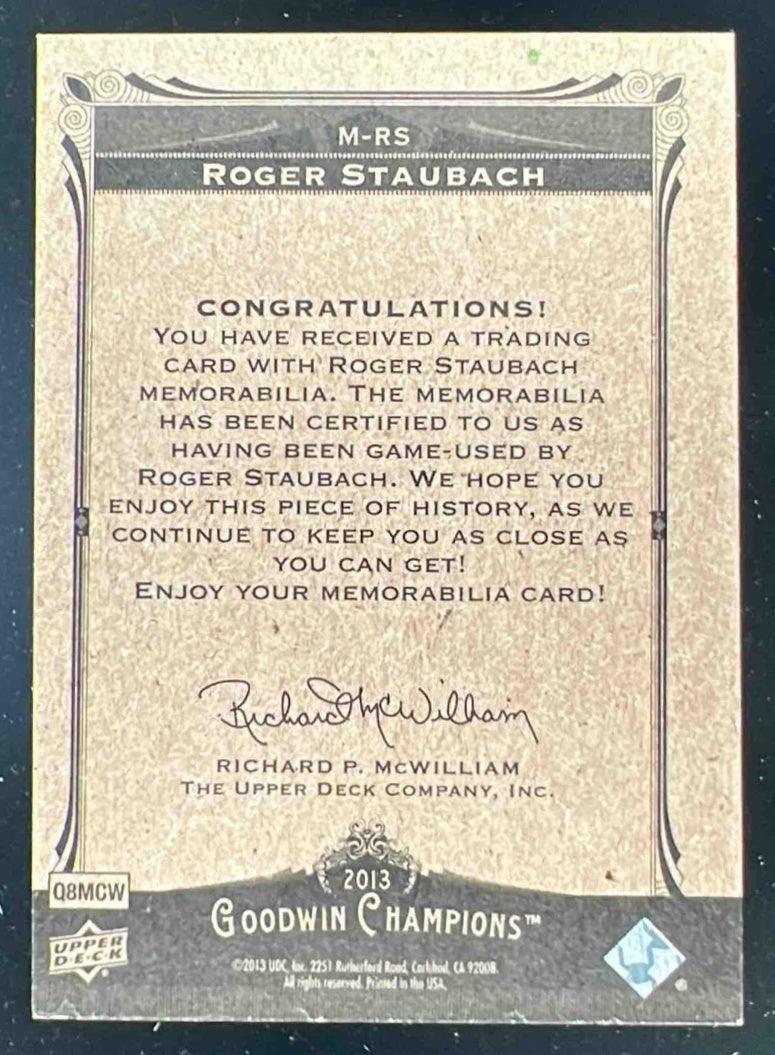 M-RS
ROGER STAUBACH
CONGRATULATIONS!
YOU HAVE RECEIVED A TRADING
CARD WITH ROGER STAUBACH
MEMORABILIA. THE MEMORABILIA
HAS BEEN CERTIFIED TO US AS
HAVING BEEN GAME-USED BY
ROGER STAUBACH. WE HOPE YOU
ENJOY THIS PIECE OF HISTORY, AS WE
CONTINUE TO KEEP YOU AS CLOSE AS
YOU CAN GET!
ENJOY YOUR MEMORABILIA CARD!
Richard P. McWilliam
RICHARD P. MCWILLIAM
THE UPPER DECK COMPANY, INC.
2013
Q8MCW
GOODWIN CHAMPIONS™
UPPER
D·E·C·K
©2013 UDC, Inc. 2251 Rutherford Road, Carlsbad, CA 92008.
All rights reserved. Printed in the USA.